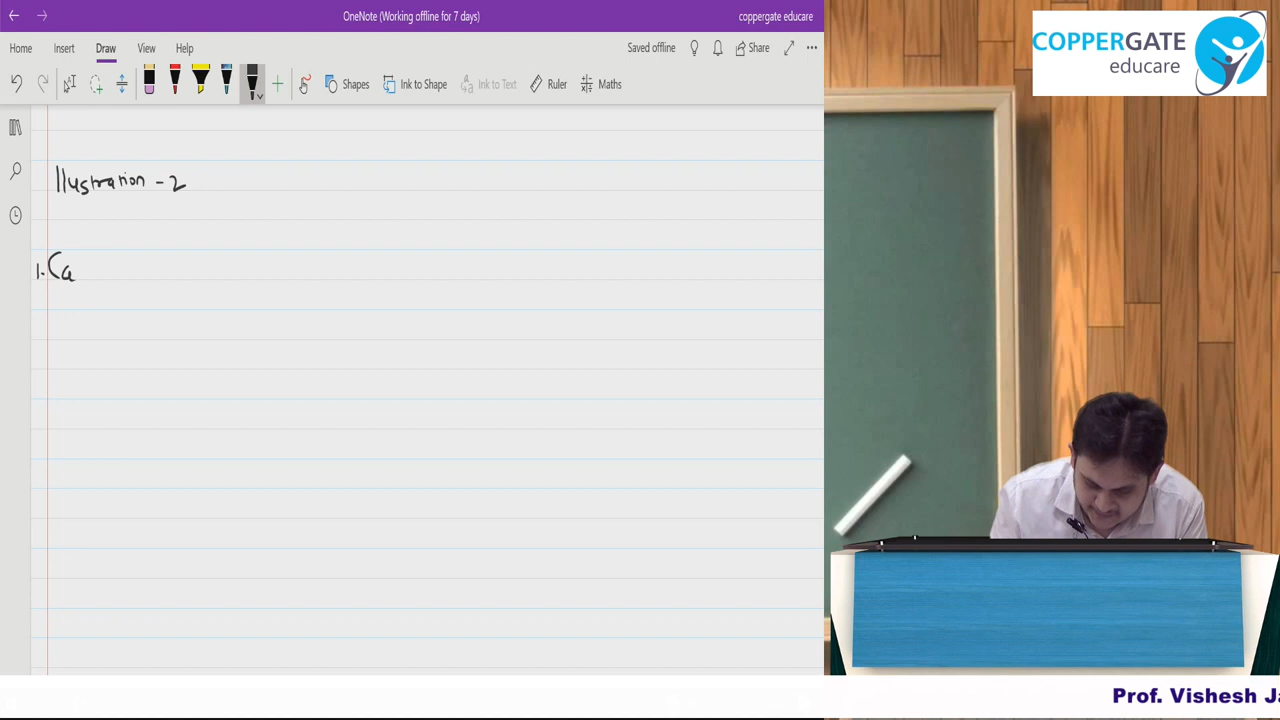 OneNote (Working offline for 7 days)
coppergate educare
Home Insert Draw View Help
Saved offline Share
Shapes Ink to Shape Ink to Text Ruler Maths
COPPERGATE
educare
Illustration - 2
1. Ca
Prof. Vishesh Ja